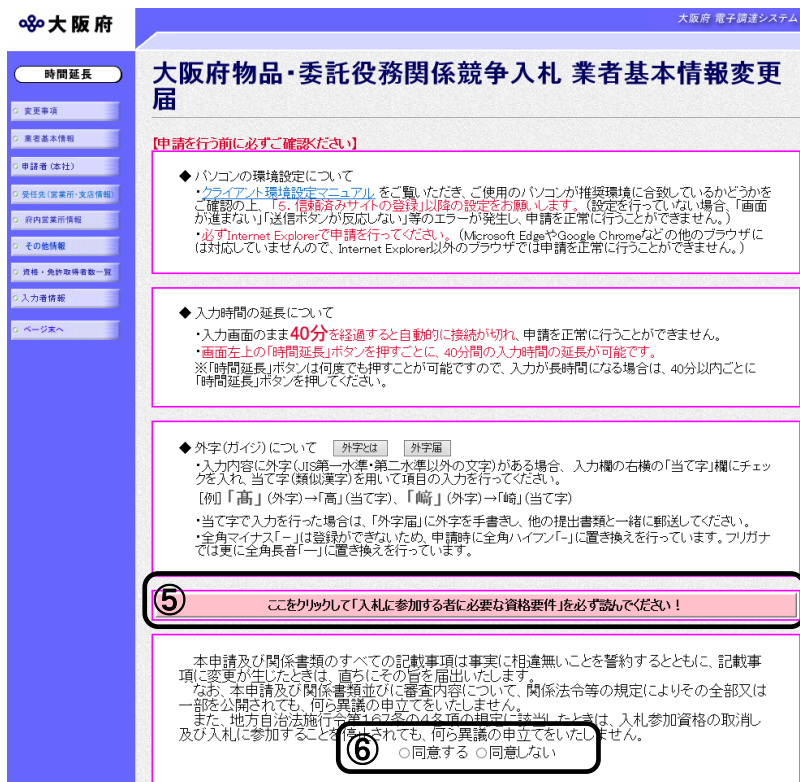 大阪府
大阪府 電子調達システム
時間延長
変更事項
業者基本情報
申請者(本社)
受任先(営業所・支店情報)
府内営業所情報
その他情報
資格・免許取得者数一覧
入力者情報
ページ末へ
大阪府物品・委託役務関係競争入札 業者基本情報変更
届
【申請を行う前に必ずご確認ください】
◆ パソコンの環境設定について
・クライアント環境設定マニュアル をご覧いただき、ご使用のパソコンが推奨環境に合致しているかどうかを
ご確認の上、「5. 信頼済みサイトの登録」以降の設定をお願いします。(設定を行っていない場合、「画面
が進まない」「送信ボタンが反応しない」等のエラーが発生し、申請を正常に行うことができません。)
・必ずInternet Explorerで申請を行ってください。(Microsoft EdgeやGoogle Chromeなどの他のブラウザに
は対応していませんので、Internet Explorer以外のブラウザでは申請を正常に行うことができません。)
◆ 入力時間の延長について
・入力画面のまま40分を経過すると自動的に接続が切れ、申請を正常に行うことができません。
・画面左上の「時間延長」ボタンを押すごとに、40分間の入力時間の延長が可能です。
※「時間延長」ボタンは何度でも押すことが可能ですので、入力が長時間になる場合は、40分以内ごとに
「時間延長」ボタンを押してください。
◆ 外字(ガイジ)について 外字とは 外字届
・入力内容に外字(JIS第一水準・第二水準以外の文字)がある場合、 入力欄の右横の「当て字」欄にチェッ
クを入れ、当て字(類似漢字)を用いて項目の入力を行ってください。
[例]「髙」(外字)→「高」(当て字)、「﨑」(外字)→「崎」(当て字)
・当て字で入力を行った場合は、「外字届」に外字を手書きし、他の提出書類と一緒に郵送してください。
・全角マイナス「－」は登録ができないため、申請時に全角ハイフン「‐」に置き換えを行っています。フリガナ
では更に全角長音「ー」に置き換えを行っています。
⑤ ここをクリックして「入札に参加する者に必要な資格要件」を必ず読んでください！
本申請及び関係書類のすべての記載事項は事実に相違無いことを誓約するとともに、記載事
項に変更が生じたときは、直ちにその旨を届出いたします。
なお、本申請及び関係書類並びに審査内容について、関係法令等の規定によりその全部又は
一部を公開されても、何ら異議の申立てをいたしません。
また、地方自治法施行令第167条の4各項の規定に該当したときは、入札参加資格の取消し
及び入札に参加することを停止されても、何ら異議の申立てをいたしません。
⑥ ○同意する ○同意しない